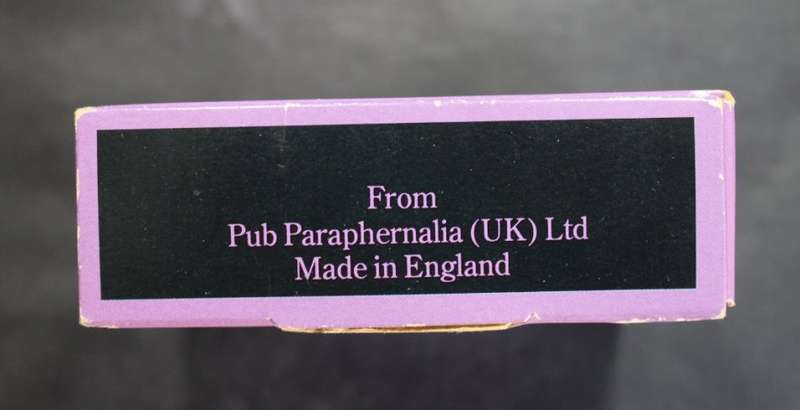 From
Pub Paraphernalia (UK) Ltd
Made in England